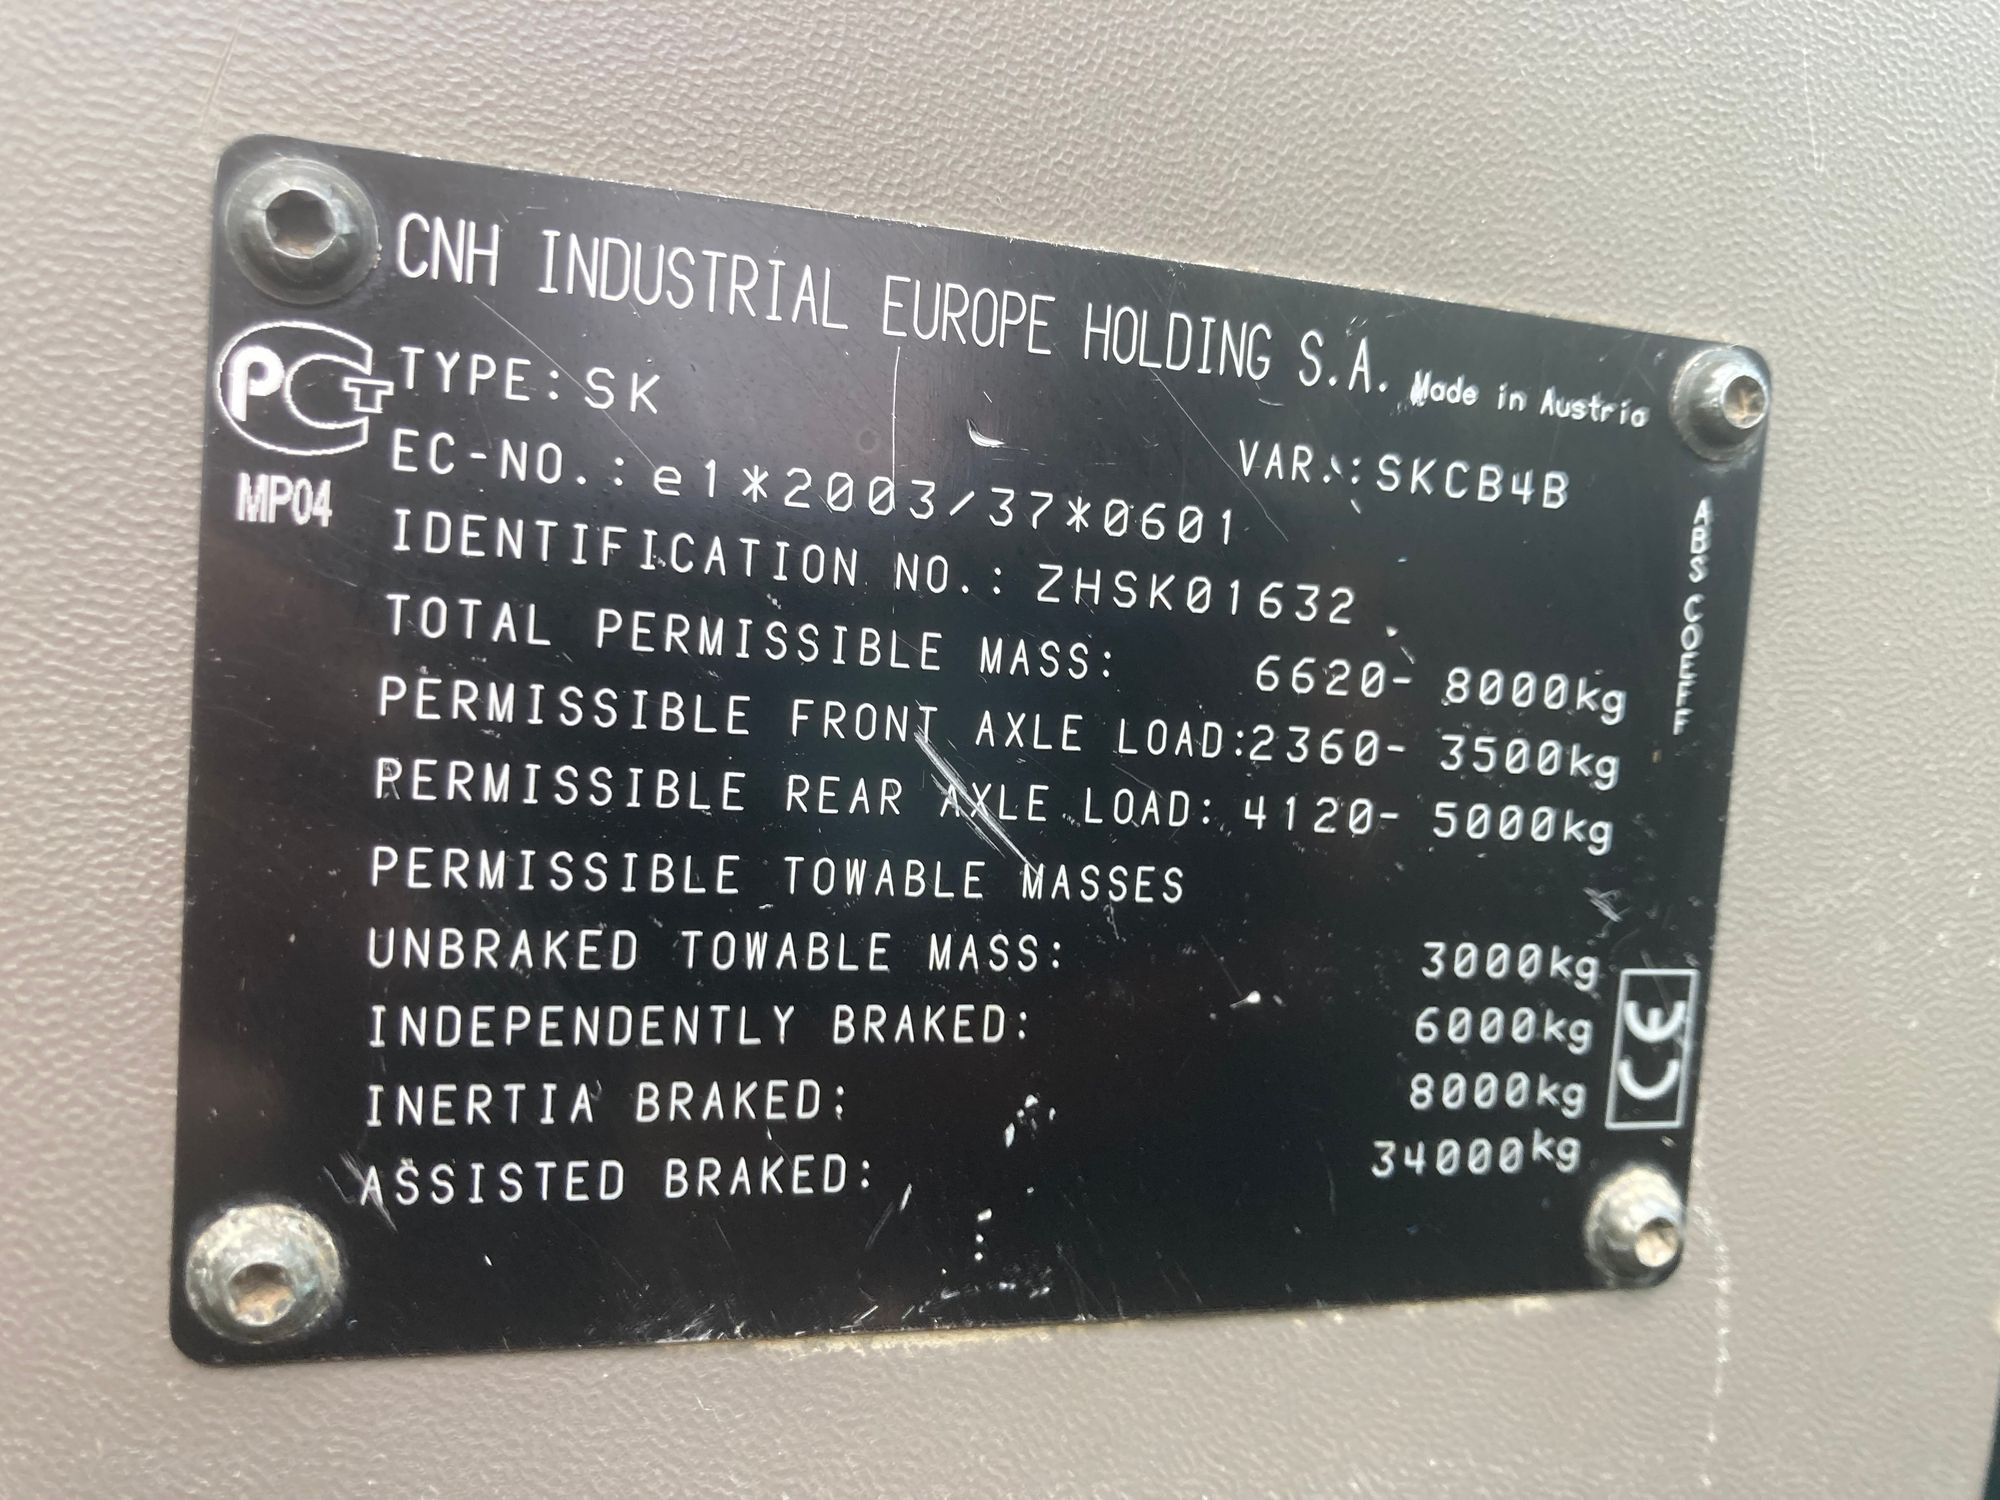 CNH INDUSTRIAL EUROPE HOLDING S.A. Made in Austria
PCT
MP04
TYPE: SK
VAR.: SKCB4B
EC-NO.: e1*2003/37*0601
IDENTIFICATION NO.: ZHSK01632
TOTAL PERMISSIBLE MASS: 6620- 8000kg
PERMISSIBLE FRONT AXLE LOAD: 2360- 3500kg
PERMISSIBLE REAR AXLE LOAD: 4120- 5000kg
PERMISSIBLE TOWABLE MASSES
UNBRAKED TOWABLE MASS: 3000kg
INDEPENDENTLY BRAKED: 6000kg
INERTIA BRAKED: 8000kg
ASSISTED BRAKED: 34000kg
ABS COEFF
CE